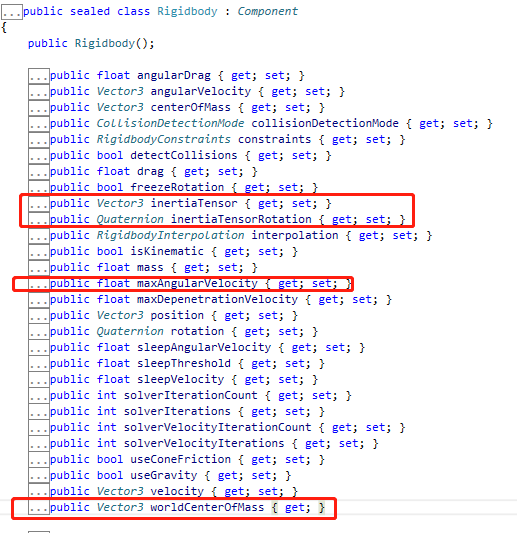 ...public sealed class Rigidbody : Component
{
public Rigidbody();
...public float angularDrag { get; set; }
...public Vector3 angularVelocity { get; set; }
...public Vector3 centerOfMass { get; set; }
...public CollisionDetectionMode collisionDetectionMode { get; set; }
...public RigidbodyConstraints constraints { get; set; }
...public bool detectCollisions { get; set; }
...public float drag { get; set; }
...public bool freezeRotation { get; set; }
...public Vector3 inertiaTensor { get; set; }
...public Quaternion inertiaTensorRotation { get; set; }
...public RigidbodyInterpolation interpolation { get; set; }
...public bool isKinematic { get; set; }
...public float mass { get; set; }
...public float maxAngularVelocity { get; set; }
...public float maxDepenetrationVelocity { get; set; }
...public Vector3 position { get; set; }
...public Quaternion rotation { get; set; }
...public float sleepAngularVelocity { get; set; }
...public float sleepThreshold { get; set; }
...public float sleepVelocity { get; set; }
...public int solverIterationCount { get; set; }
...public int solverIterations { get; set; }
...public int solverVelocityIterationCount { get; set; }
...public int solverVelocityIterations { get; set; }
...public bool useConeFriction { get; set; }
...public bool useGravity { get; set; }
...public Vector3 velocity { get; set; }
...public Vector3 worldCenterOfMass { get; }